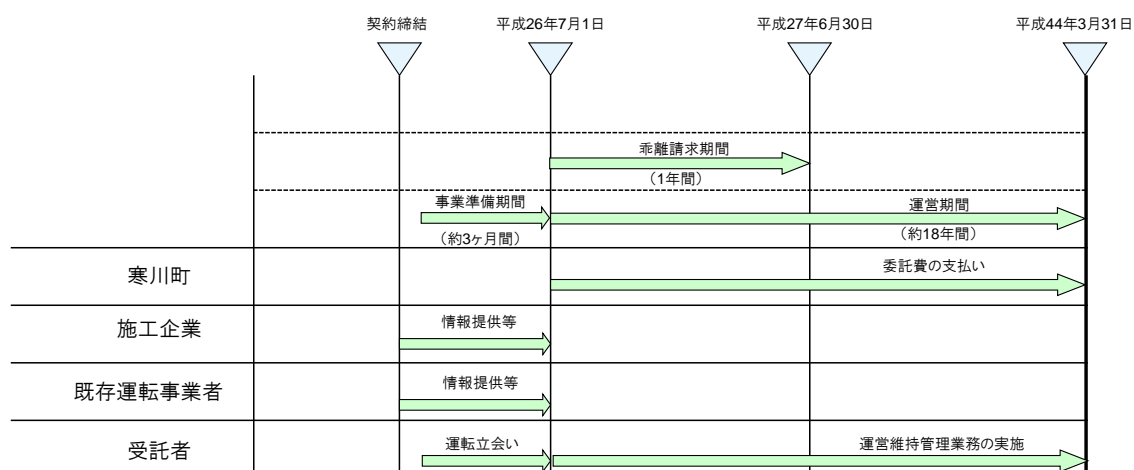 契約締結 平成26年7月1日 平成27年6月30日 平成44年3月31日
乖離請求期間
（1年間）
事業準備期間 運営期間
（約3ヶ月間） （約18年間）
寒川町 委託費の支払い
施工企業 情報提供等
既存運転事業者 情報提供等
受託者 運転立会い 運営維持管理業務の実施